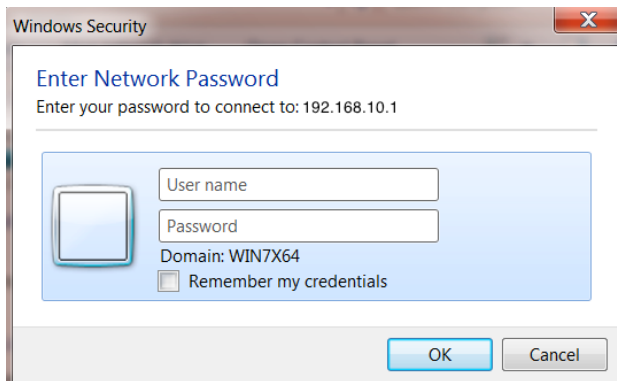 Windows Security
Enter Network Password
Enter your password to connect to: 192.168.10.1
User name
Password
Domain: WIN7X64
Remember my credentials
OK
Cancel